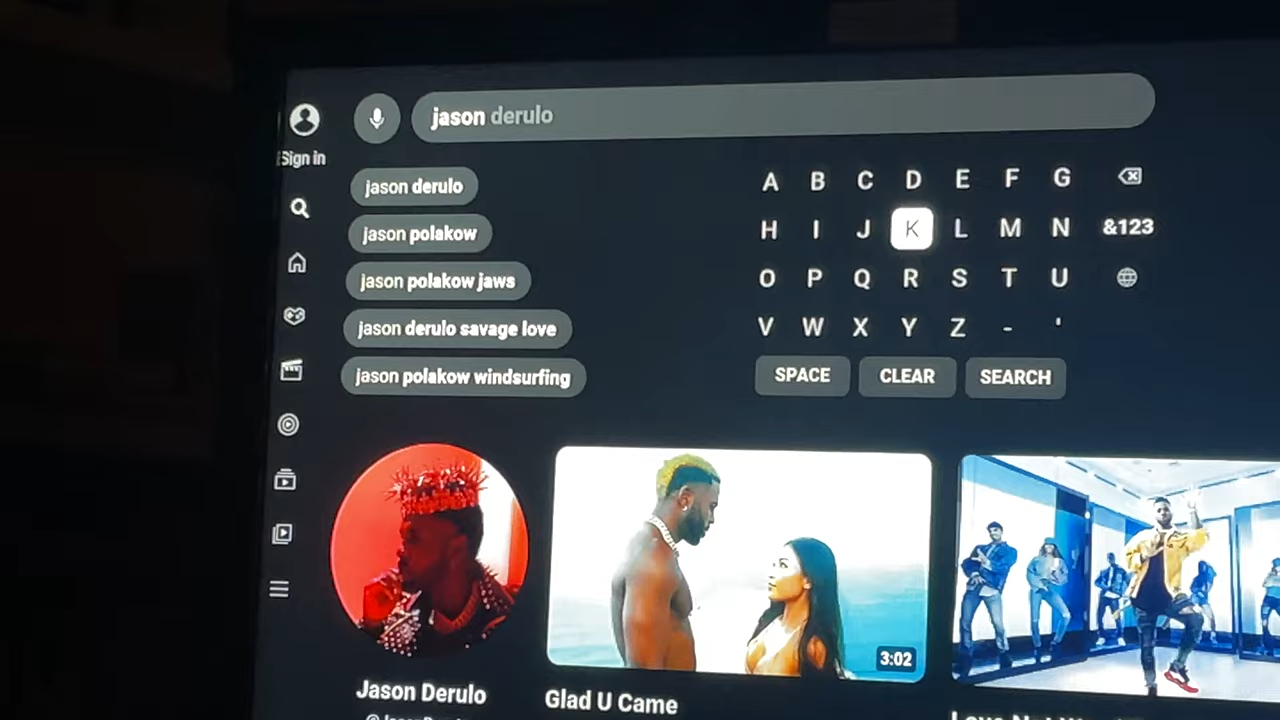 jason derulo
Sign in
jason derulo
jason polakow
jason polakow jaws
jason derulo savage love
jason polakow windsurfing
A B C D E F G
H I J K L M N &123
O P Q R S T U
V W X Y Z - '
SPACE CLEAR SEARCH
3:02
Jason Derulo
Glad U Came